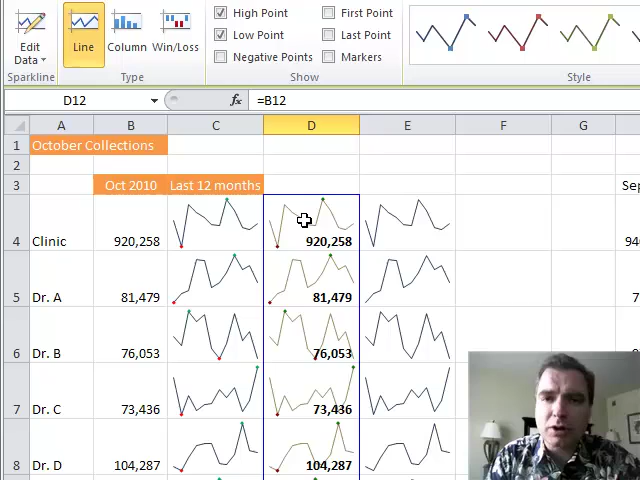 High Point First Point
Edit Data Line Column Win/Loss Low Point Last Point
Negative Points Markers
Sparkline Type Show Style
D12 fx =B12
A B C D E F G
1 October Collections
2
3 Oct 2010 Last 12 months Sep
4 Clinic 920,258 920,258
5 Dr. A 81,479 81,479
6 Dr. B 76,053 76,053
7 Dr. C 73,436 73,436
8 Dr. D 104,287 104,287